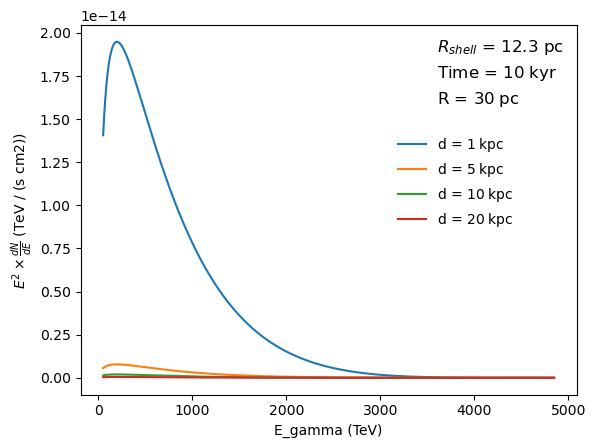 1e−14
R_shell = 12.3 pc
Time = 10 kyr
R = 30 pc
d = 1 kpc
d = 5 kpc
d = 10 kpc
d = 20 kpc
2.00
1.75
1.50
1.25
1.00
0.75
0.50
0.25
0.00
E² × dN/dE (TeV / (s cm2))
0 1000 2000 3000 4000 5000
E_gamma (TeV)